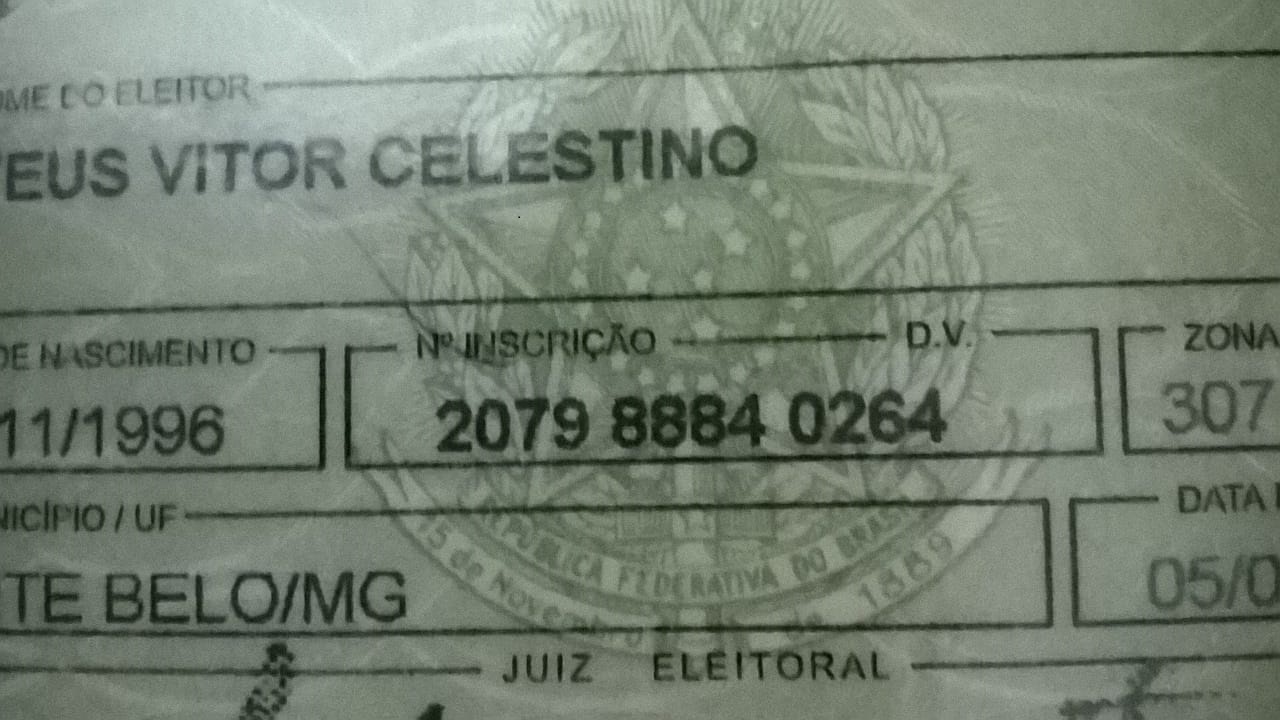 OME DO ELEITOR
EUS VITOR CELESTINO
DE NASCIMENTO Nº INSCRIÇÃO D.V. ZONA
11/1996 2079 8884 0264 307
NICÍPIO / UF DATA
TE BELO/MG 05/0
REPÚBLICA FEDERATIVA DO BRASIL
15 de Novembro de 1889
JUIZ ELEITORAL